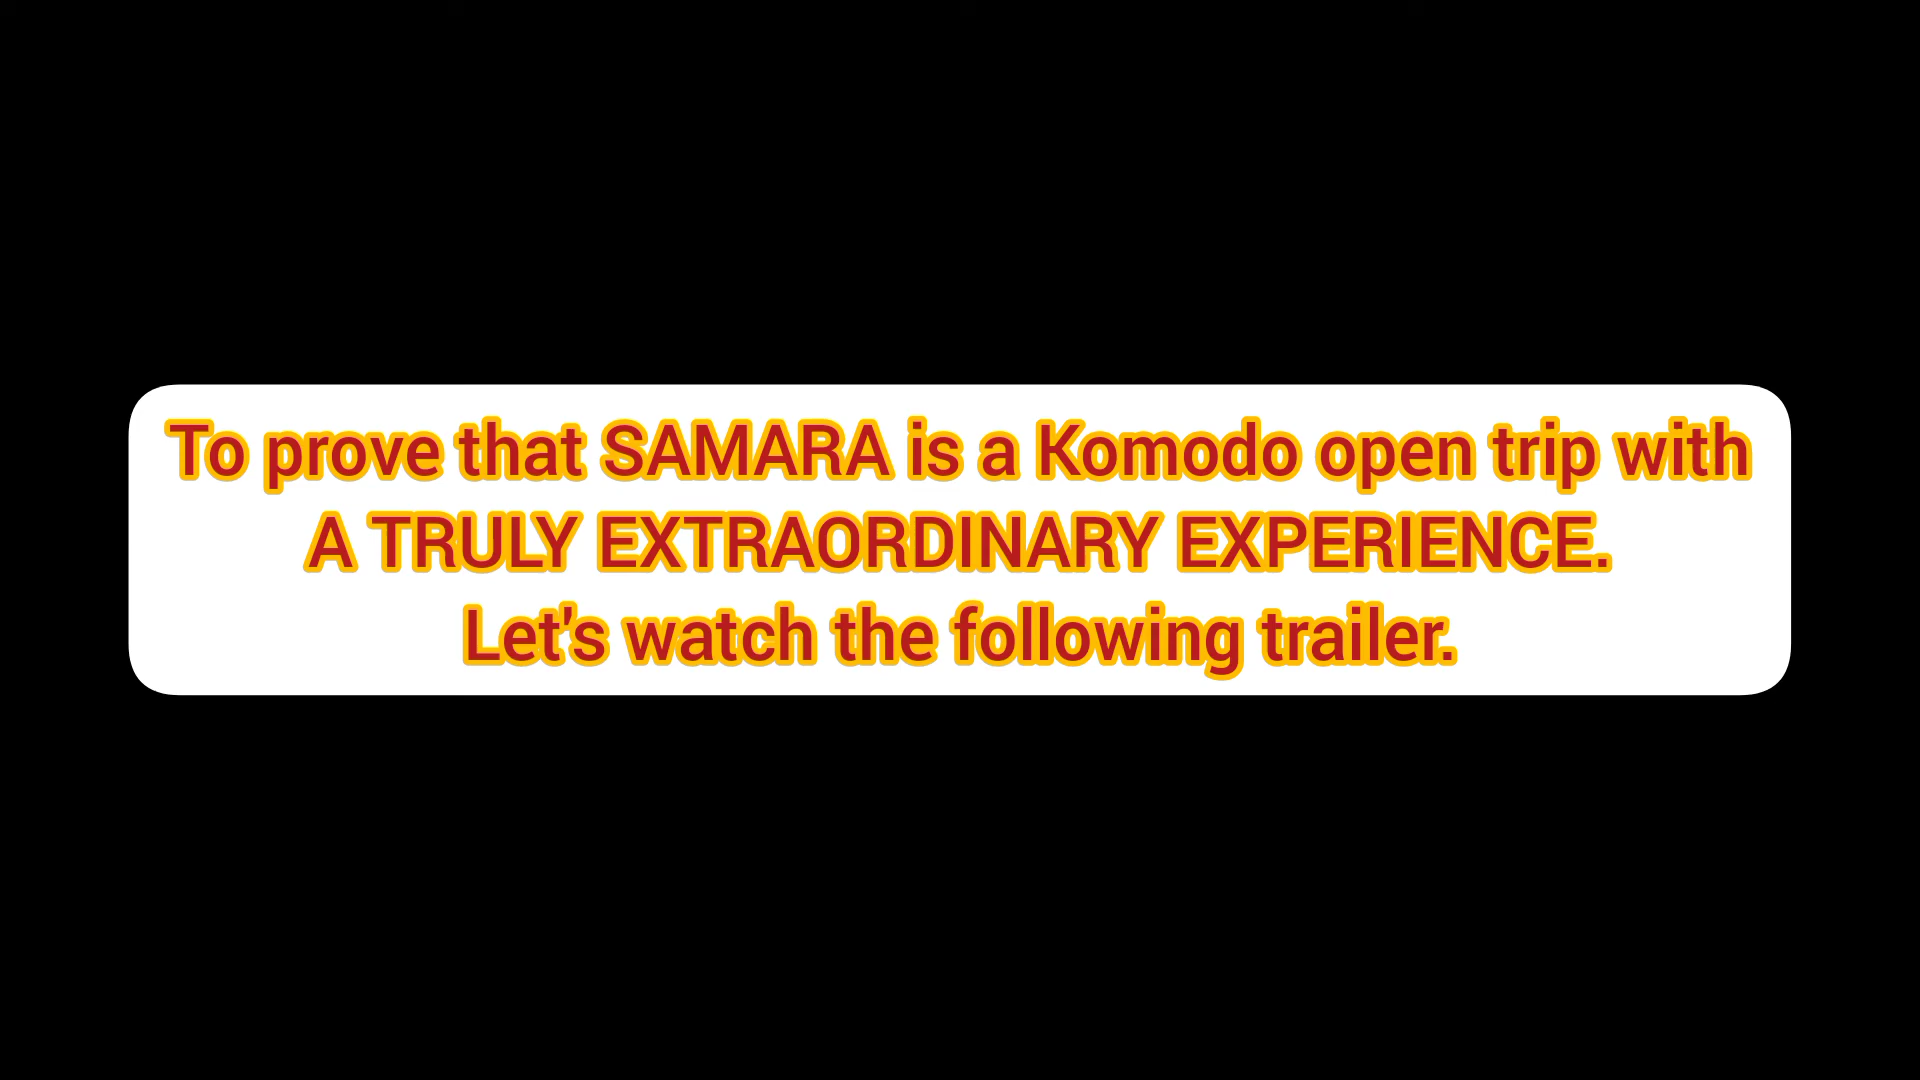 To prove that SAMARA is a Komodo open trip with
A TRULY EXTRAORDINARY EXPERIENCE.
Let's watch the following trailer.